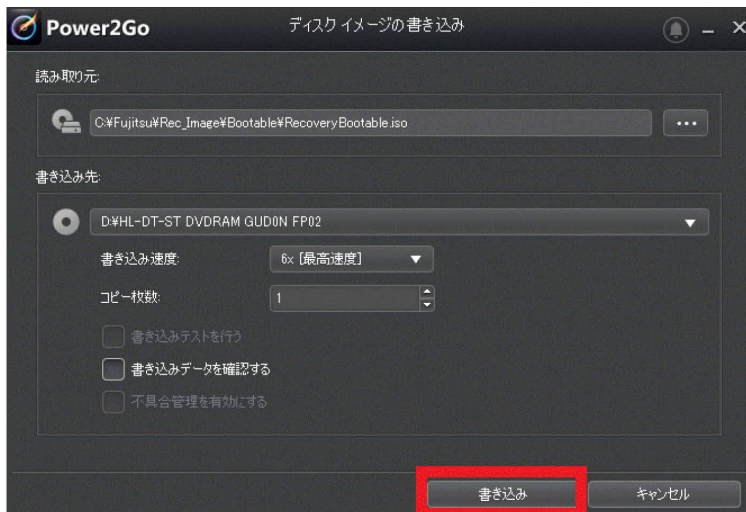 Power2Go
ディスク イメージの書き込み
読み取り元:
C:¥Fujitsu¥Rec_Image¥Bootable¥RecoveryBootable.iso
...
書き込み先:
D:¥HL-DT-ST DVDRAM GUD0N FP02
書き込み速度:
6x [最高速度]
コピー枚数:
1
書き込みテストを行う
書き込みデータを確認する
不具合管理を有効にする
書き込み
キャンセル